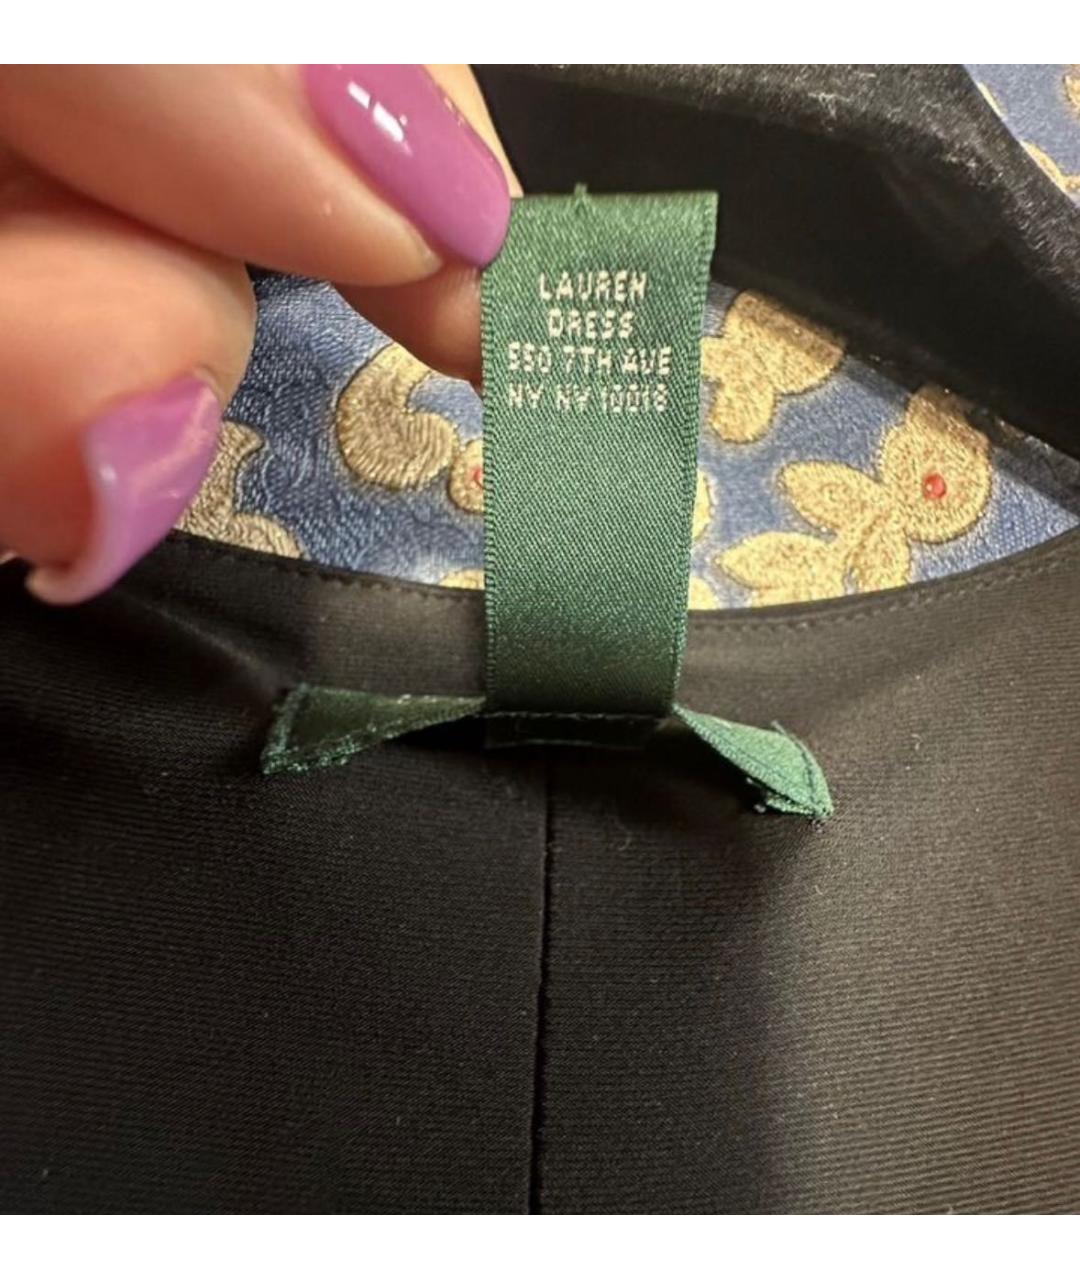 LAUREN
DRESS
550 7TH AVE
NY NY 10018